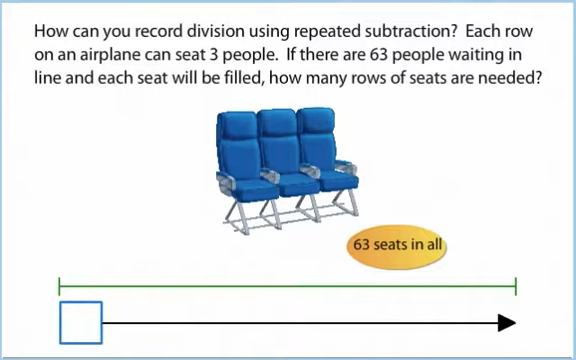 How can you record division using repeated subtraction?  Each row
on an airplane can seat 3 people.  If there are 63 people waiting in
line and each seat will be filled, how many rows of seats are needed?
63 seats in all